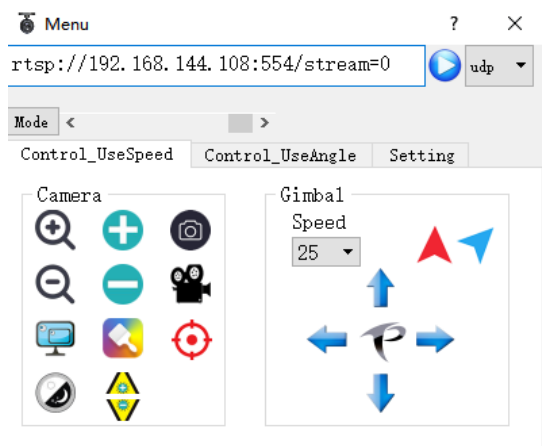 Menu
?
rtsp://192.168.144.108:554/stream=0
udp
Mode
Control_UseSpeed
Control_UseAngle
Setting
Camera
Gimbal
Speed
25